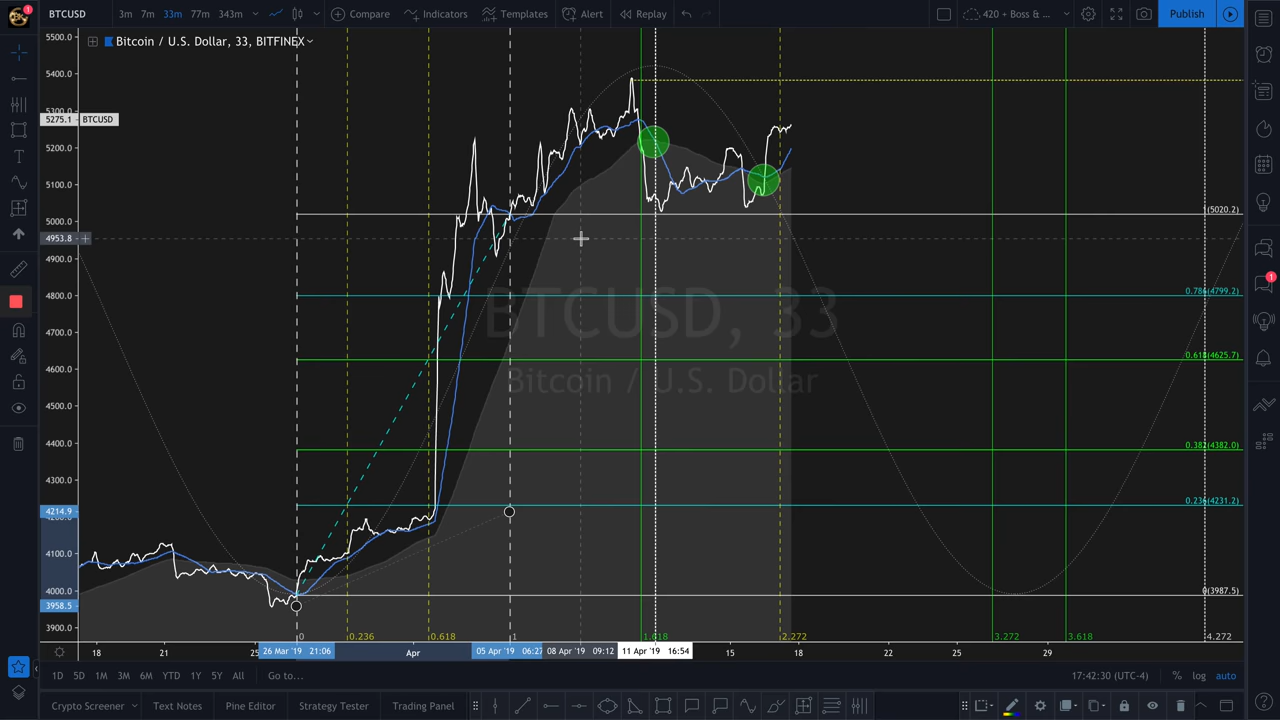 1
BTCUSD
3m 7m 33m 77m 343m
Compare
Indicators
Templates
Alert
Replay
420 + Boss & ...
Publish
Bitcoin / U.S. Dollar, 33, BITFINEX
5500.0
5400.0
5300.0
5275.1 BTCUSD
5200.0
5100.0
5000.0
1(5020.2)
4953.8
4900.0
4800.0
0.786(4799.2)
BTCUSD, 33
Bitcoin / U.S. Dollar
4700.0
0.618(4625.7)
4600.0
4500.0
0.382(4382.0)
4400.0
4300.0
0.236(4231.2)
4214.9
4200.0
4100.0
4000.0
0(3987.5)
3958.5
3900.0
0 0.236 0.618 1 1.618 2.272 3.272 3.618 4.272
18 21 25 26 Mar '19 21:06 Apr 05 Apr '19 06:27 08 Apr '19 09:12 11 Apr '19 16:54 15 18 22 25 29
1D 5D 1M 3M 6M YTD 1Y 5Y All Go to...
17:42:30 (UTC-4) % log auto
Crypto Screener Text Notes Pine Editor Strategy Tester Trading Panel
1